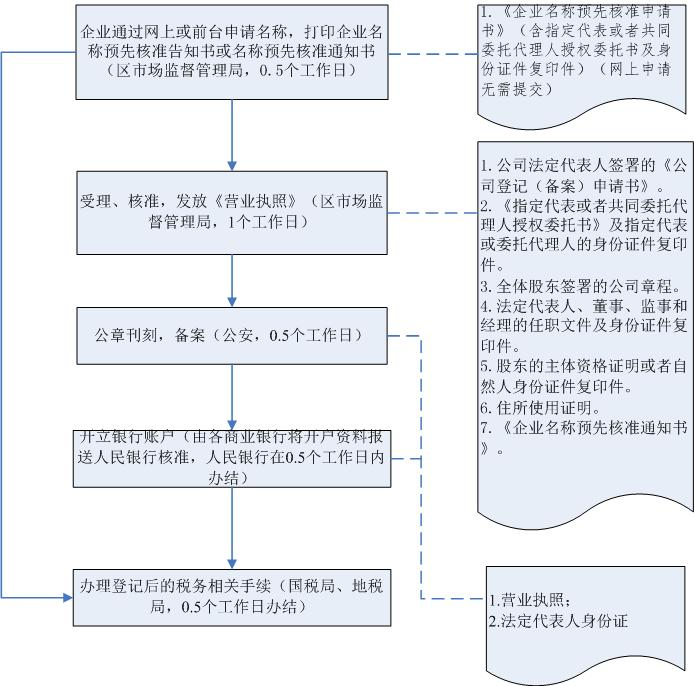 企业通过网上或前台申请名称，打印企业名
称预先核准告知书或名称预先核准通知书
（区市场监督管理局，0.5个工作日）
1.《企业名称预先核准申请
书》（含指定代表或者共同
委托代理人授权委托书及身
份证件复印件）（网上申请
无需提交）
受理、核准，发放《营业执照》（区市场监
督管理局，1个工作日）
1.公司法定代表人签署的《公
司登记（备案）申请书》。
2.《指定代表或者共同委托代
理人授权委托书》及指定代表
或委托代理人的身份证件复印
件。
3.全体股东签署的公司章程。
4.法定代表人、董事、监事和
经理的任职文件及身份证件复
印件。
5.股东的主体资格证明或者自
然人身份证件复印件。
6.住所使用证明。
7.《企业名称预先核准通知书
》。
公章刊刻，备案（公安，0.5个工作日）
开立银行账户（由各商业银行将开户资料报
送人民银行核准，人民银行在0.5个工作日内
办结）
办理登记后的税务相关手续（国税局、地税
局，0.5个工作日办结）
1.营业执照；
2.法定代表人身份证